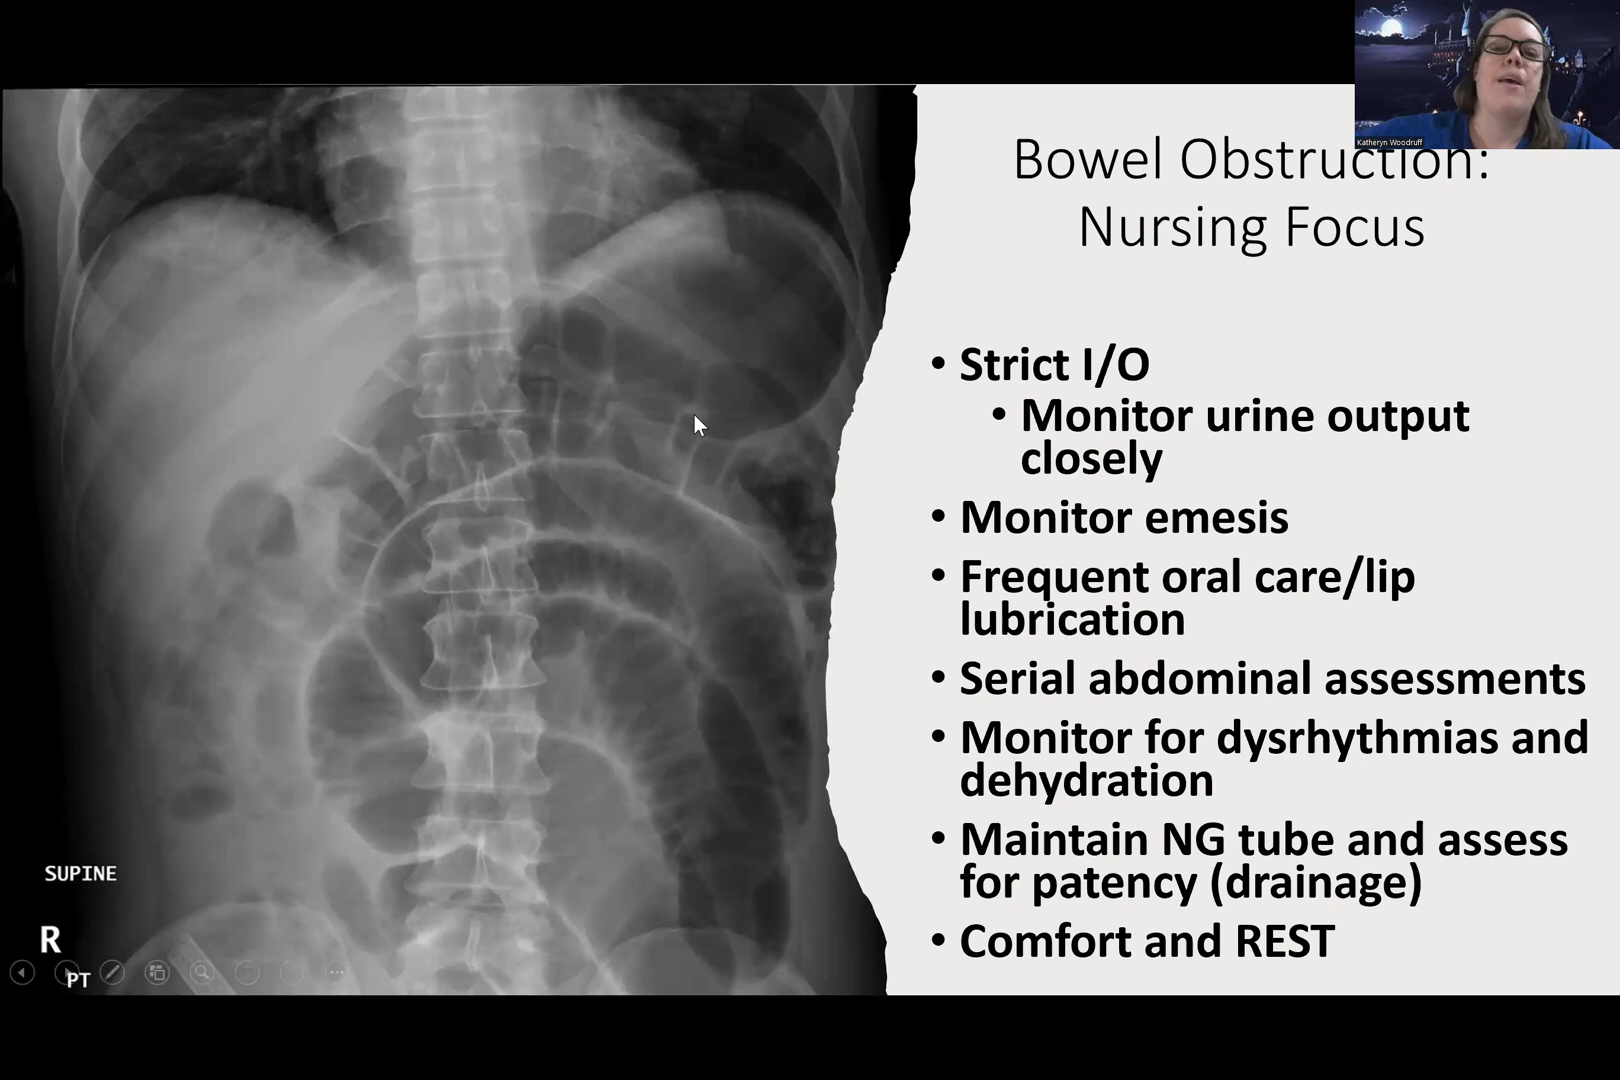 Katheryn Woodruff
Bowel Obstruction:
Nursing Focus
• Strict I/O
• Monitor urine output
closely
• Monitor emesis
• Frequent oral care/lip
lubrication
• Serial abdominal assessments
• Monitor for dysrhythmias and
dehydration
• Maintain NG tube and assess
for patency (drainage)
• Comfort and REST
SUPINE
R
PT